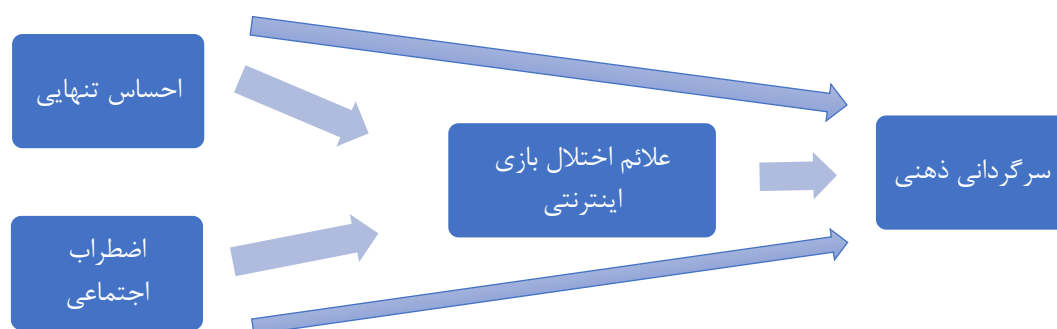 احساس تنهایی
علائم اختلال بازی
اینترنتی
سرگردانی ذهنی
اضطراب
اجتماعی